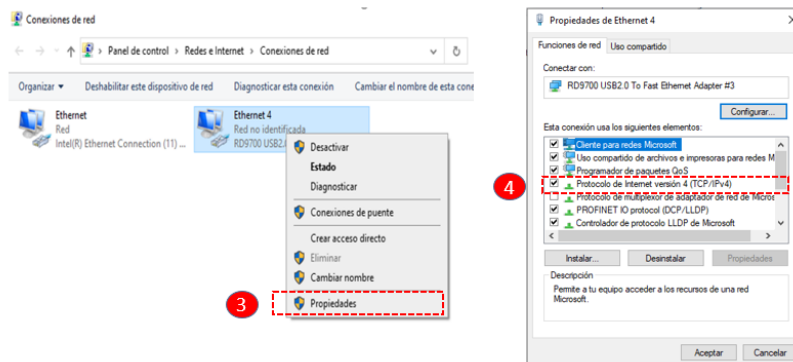 Conexiones de red
Panel de control > Redes e Internet > Conexiones de red
Organizar
Deshabilitar este dispositivo de red
Diagnosticar esta conexión
Cambiar el nombre de esta cone
Ethernet
Red
Intel(R) Ethernet Connection (11) ...
Ethernet 4
Red no identificada
RD9700 USB2.
Desactivar
Estado
Diagnosticar
Conexiones de puente
Crear acceso directo
Eliminar
Cambiar nombre
3
Propiedades
Propiedades de Ethernet 4
Funciones de red
Uso compartido
Conectar con:
RD9700 USB2.0 To Fast Ethernet Adapter #3
Configurar...
Esta conexión usa los siguientes elementos:
Cliente para redes Microsoft
Uso compartido de archivos e impresoras para redes M
Programador de paquetes QoS
4
Protocolo de Internet versión 4 (TCP/IPv4)
Protocolo de multiplexor de adaptador de red de Micros
PROFINET IO protocol (DCP/LLDP)
Controlador de protocolo LLDP de Microsoft
Instalar...
Desinstalar
Propiedades
Descripción
Permite a tu equipo acceder a los recursos de una red
Microsoft.
Aceptar
Cancelar